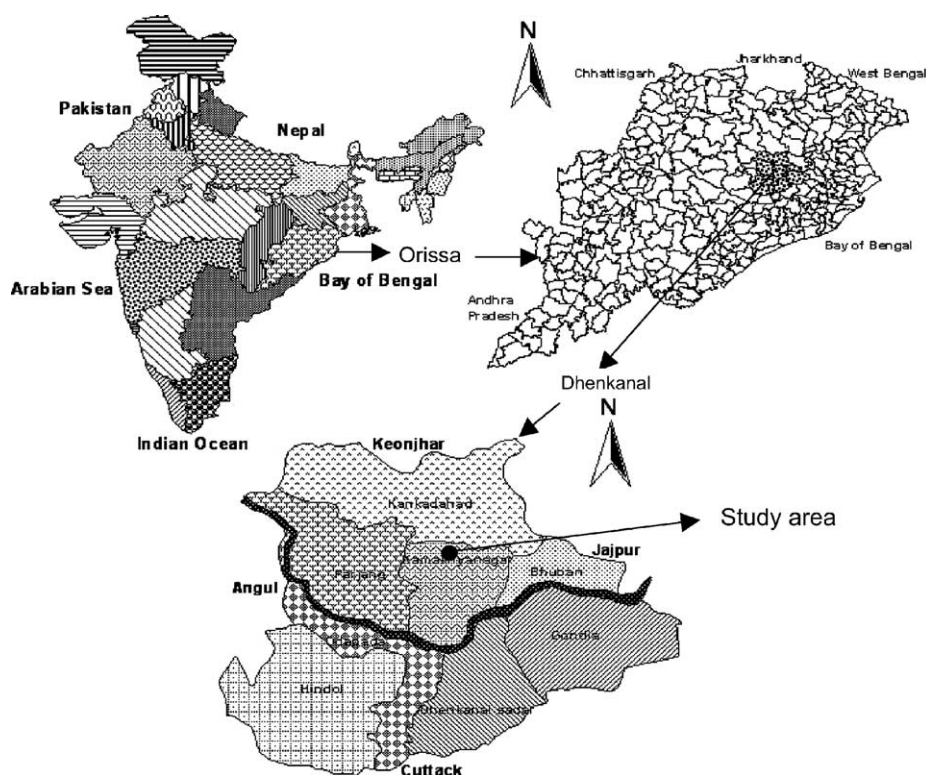 N
Pakistan
Nepal
Orissa
Bay of Bengal
Arabian Sea
Indian Ocean
Chhattisgarh
Jharkhand
West Bengal
Bay of Bengal
Andhra
Pradesh
Dhenkanal
N
Keonjhar
Kankadahad
Study area
Jajpur
Bhuban
Parjang
Angul
Gondia
Hindol
Dhenkanal sadar
Cuttack